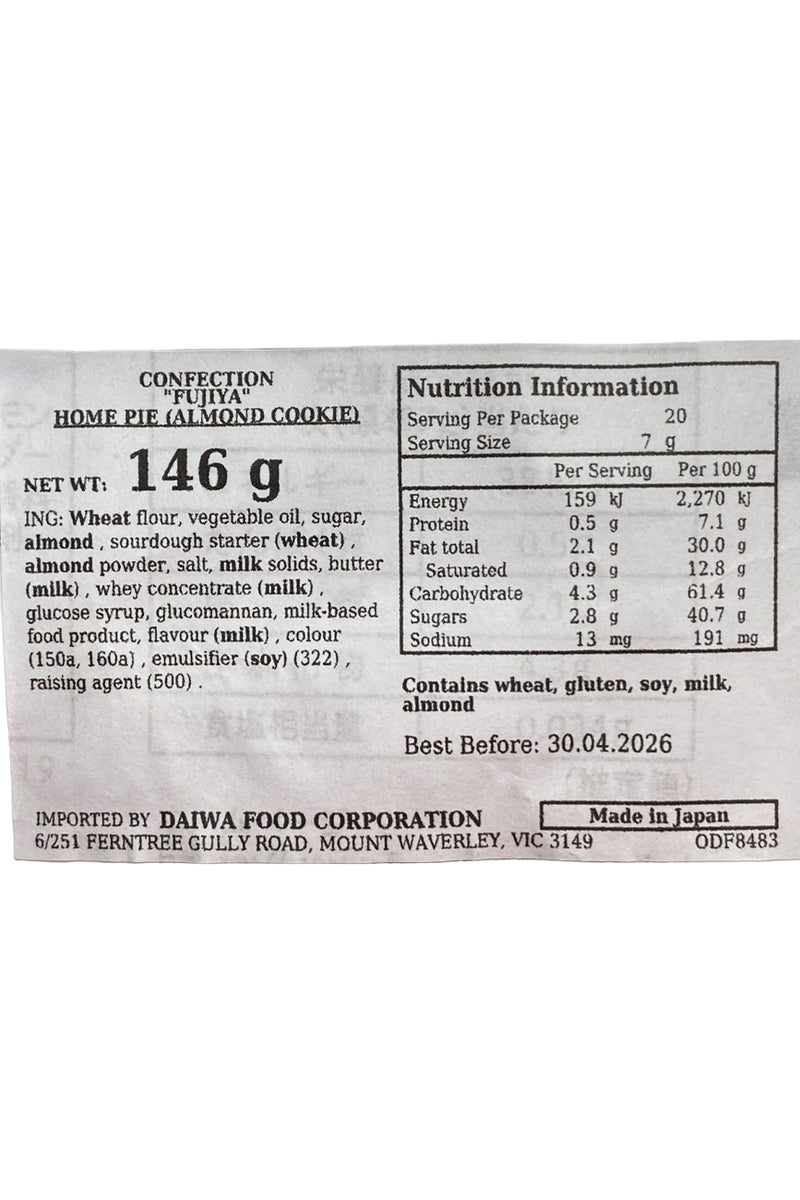 CONFECTION
"FUJIYA"
HOME PIE (ALMOND COOKIE)
NET WT: 146 g
ING: Wheat flour, vegetable oil, sugar,
almond , sourdough starter (wheat) ,
almond powder, salt, milk solids, butter
(milk) , whey concentrate (milk) ,
glucose syrup, glucomannan, milk-based
food product, flavour (milk) , colour
(150a, 160a) , emulsifier (soy) (322) ,
raising agent (500) .
Nutrition Information
Serving Per Package 20
Serving Size 7 g
Per Serving Per 100 g
Energy 159 kJ 2,270 kJ
Protein 0.5 g 7.1 g
Fat total 2.1 g 30.0 g
Saturated 0.9 g 12.8 g
Carbohydrate 4.3 g 61.4 g
Sugars 2.8 g 40.7 g
Sodium 13 mg 191 mg
Contains wheat, gluten, soy, milk,
almond
Best Before: 30.04.2026
IMPORTED BY DAIWA FOOD CORPORATION
Made in Japan
6/251 FERNTREE GULLY ROAD, MOUNT WAVERLEY, VIC 3149
ODF8483